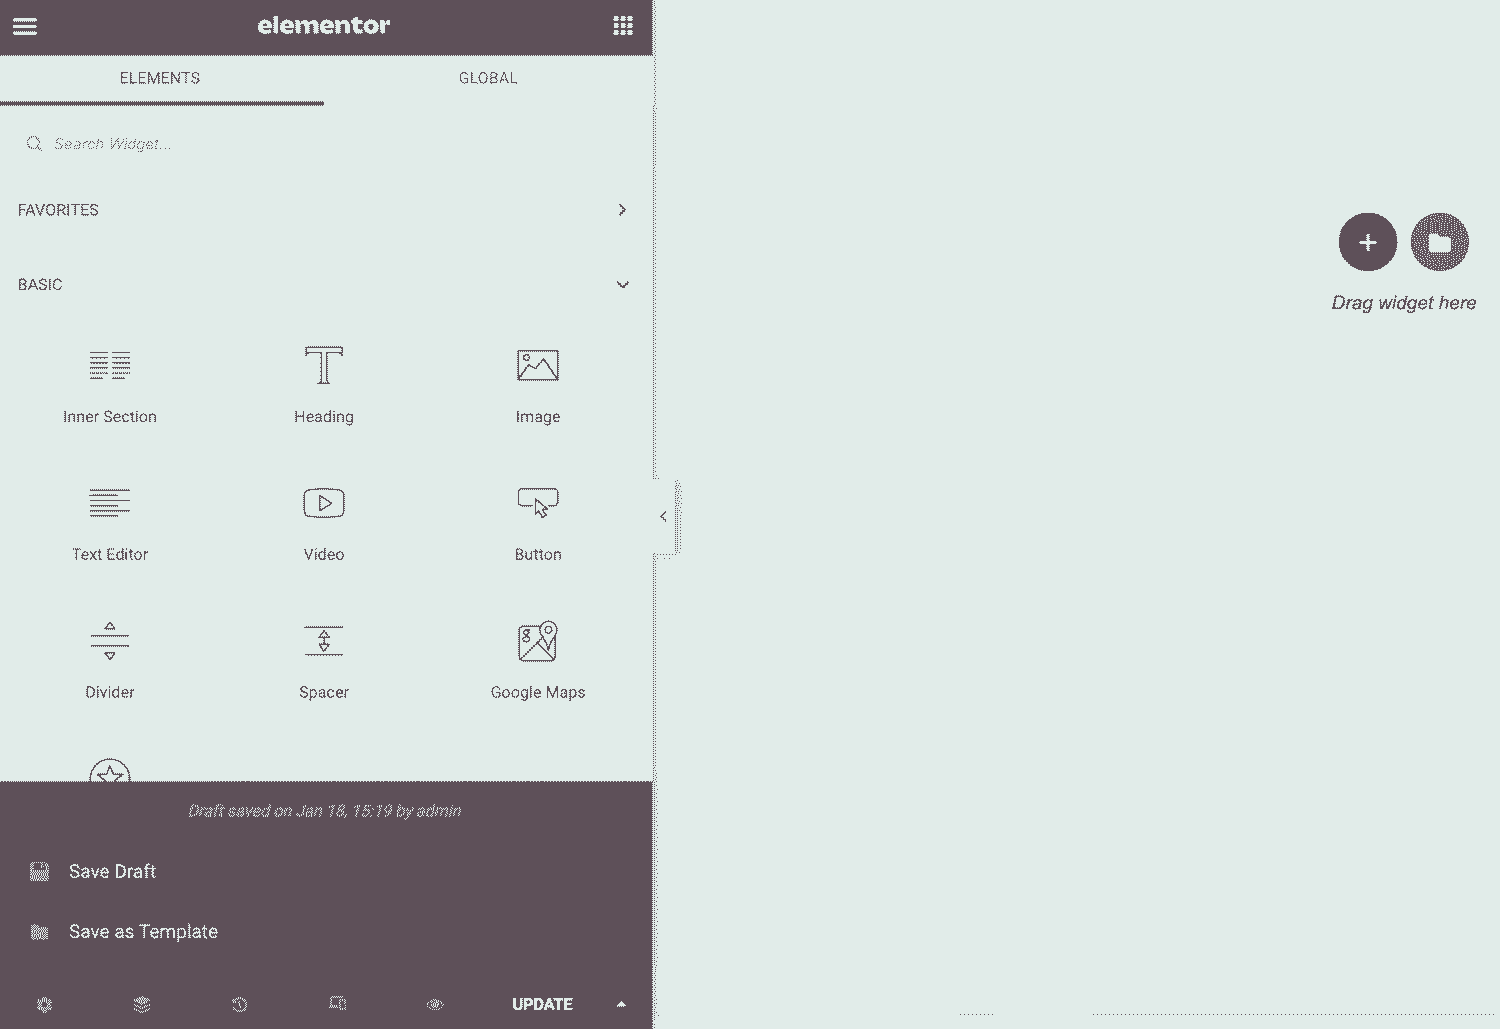 elementor
ELEMENTS
GLOBAL
Search Widget...
FAVORITES
BASIC
Drag widget here
Inner Section
Heading
Image
Text Editor
Video
Button
Divider
Spacer
Google Maps
Draft saved on Jan 18, 15:19 by admin
Save Draft
Save as Template
UPDATE